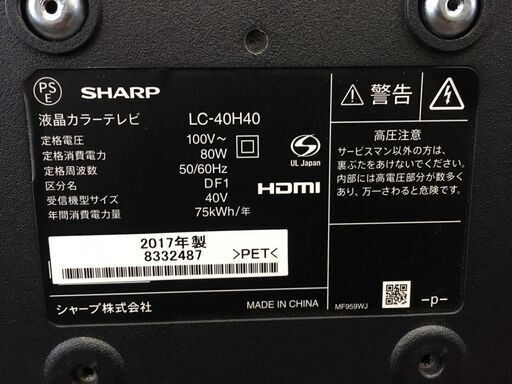 PS
E
SHARP
液晶カラーテレビ LC-40H40
定格電圧 100V~
定格消費電力 80W
定格周波数 50/60Hz
区分名 DF1
受信機型サイズ 40V
年間消費電力量 75kWh/年
UL Japan
HDMI
2017年製
8332487 >PET<
シャープ株式会社 MADE IN CHINA
警告
高圧注意
サービスマン以外の方は、
裏ぶたをあけないでください。
内部には高電圧部分が数多く
あり、万一さわると危険です。
MF959WJ
-p-